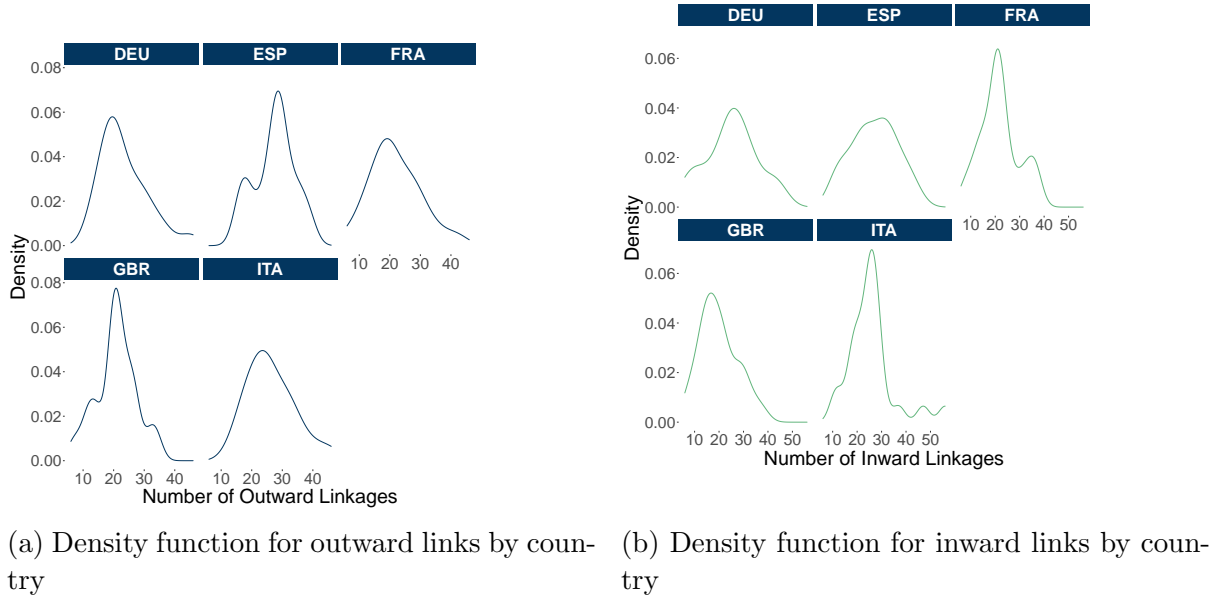 DEU ESP FRA
0.08
0.06
0.04
0.02
0.00
10 20 30 40
GBR ITA
0.08
0.06
0.04
0.02
0.00
10 20 30 40 10 20 30 40
Density
Number of Outward Linkages
(a) Density function for outward links by coun-
try
DEU ESP FRA
0.06
0.04
0.02
0.00
10 20 30 40 50
GBR ITA
0.06
0.04
0.02
0.00
10 20 30 40 50 10 20 30 40 50
Density
Number of Inward Linkages
(b) Density function for inward links by coun-
try